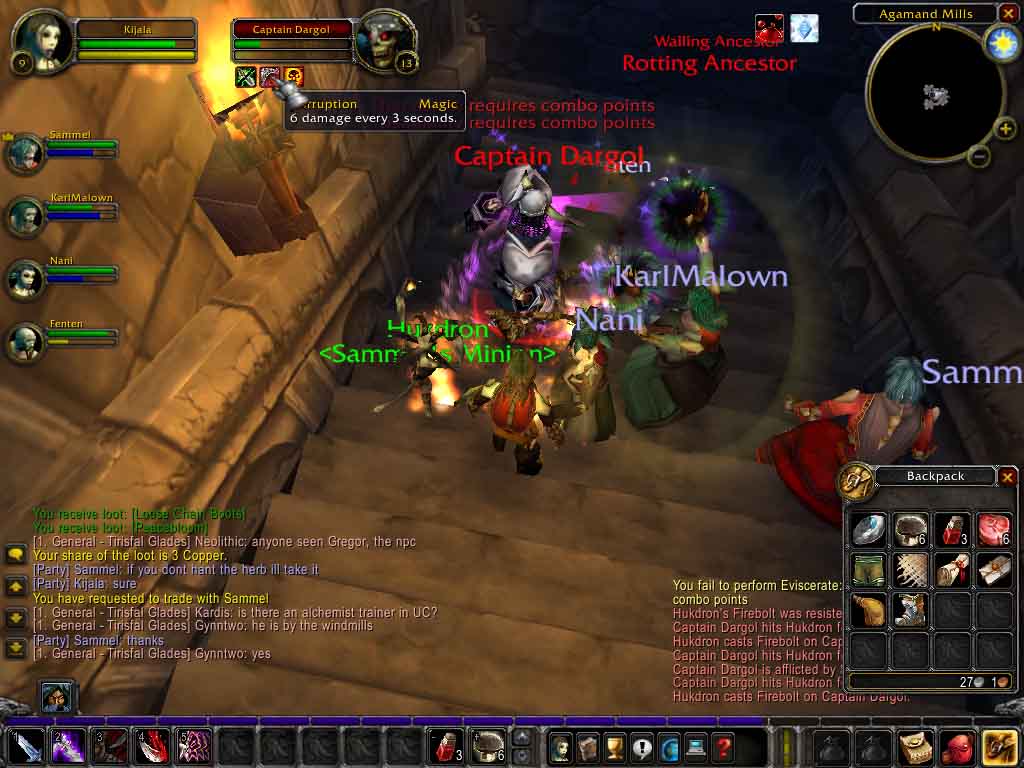 Kijala
9
Captain Dargol
13
Magic
6 damage every 3 seconds.
Wailing Ancestor
Rotting Ancestor
Agamand Mills
N
requires combo points
requires combo points
Captain Dargol
Sammel
KarlMalown
Nani
Fenten
KarlMalown
Nani
Hukdron
<Sammel's Minion>
Samm
Backpack
6
3
6
27 1
You receive loot: [Loose Chain Boots]
You receive loot: [Peacebloom]
[1. General - Tirisfal Glades] Neolithic: anyone seen Gregor, the npc
Your share of the loot is 3 Copper.
[Party] Sammel: if you dont hant the herb ill take it
[Party] Kijala: sure
You have requested to trade with Sammel
[1. General - Tirisfal Glades] Kardis: is there an alchemist trainer in UC?
[1. General - Tirisfal Glades] Gynntwo: he is by the windmills
[Party] Sammel: thanks
[1. General - Tirisfal Glades] Gynntwo: yes
You fail to perform Eviscerate:
combo points
Hukdron's Firebolt was resiste
Captain Dargol hits Hukdron f
Hukdron casts Firebolt on Cap
Captain Dargol hits Hukdron f
Captain Dargol is afflicted by
Captain Dargol hits Hukdron f
Hukdron casts Firebolt on Captain Dargol.
2 3 4 5
3 6